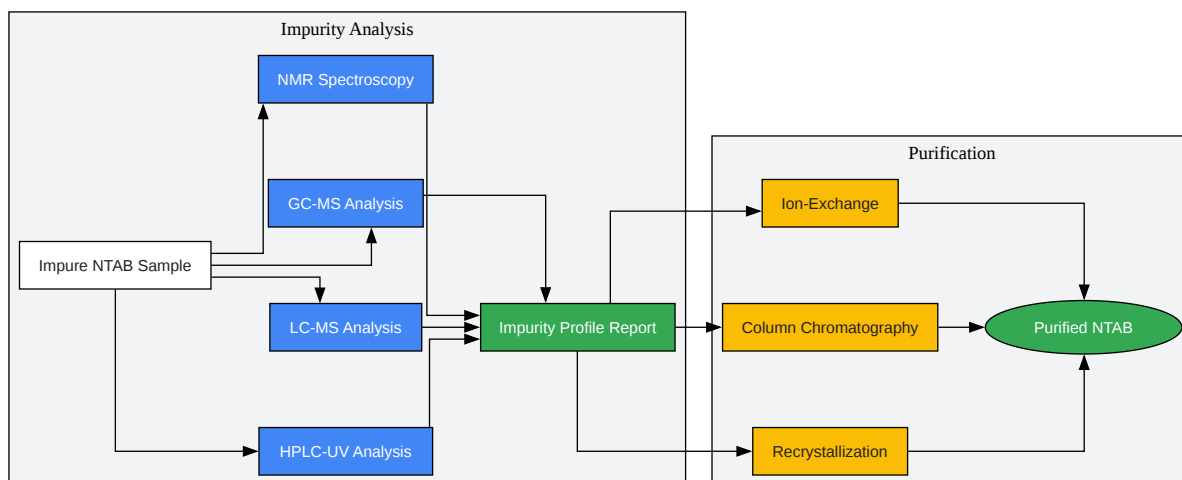 Impurity Analysis
NMR Spectroscopy
GC-MS Analysis
Impure NTAB Sample
LC-MS Analysis
Impurity Profile Report
HPLC-UV Analysis
Purification
Ion-Exchange
Column Chromatography
Purified NTAB
Recrystallization